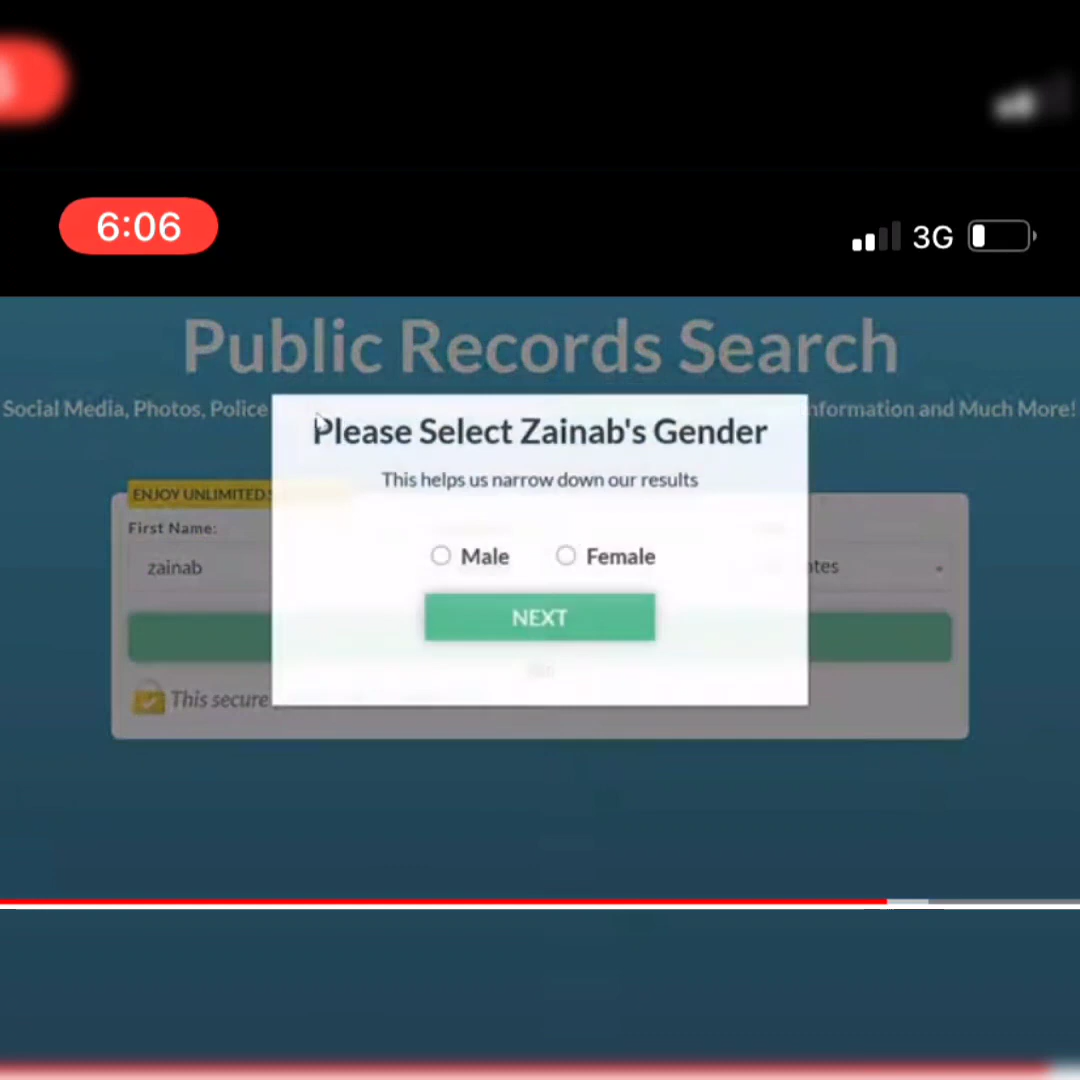 6:06
3G
Public Records Search
Social Media, Photos, Police
nformation and Much More!
Please Select Zainab's Gender
This helps us narrow down our results
ENJOY UNLIMITED
First Name:
zainab
tes
Male
Female
NEXT
This secure